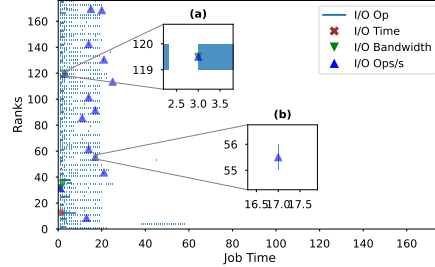 (a)
I/O Op
I/O Time
I/O Bandwidth
I/O Ops/s
120
119
2.5 3.0 3.5
(b)
56
55
16.5 17.0 17.5
160
140
120
100
80
60
40
20
0
Ranks
0 20 40 60 80 100 120 140 160
Job Time